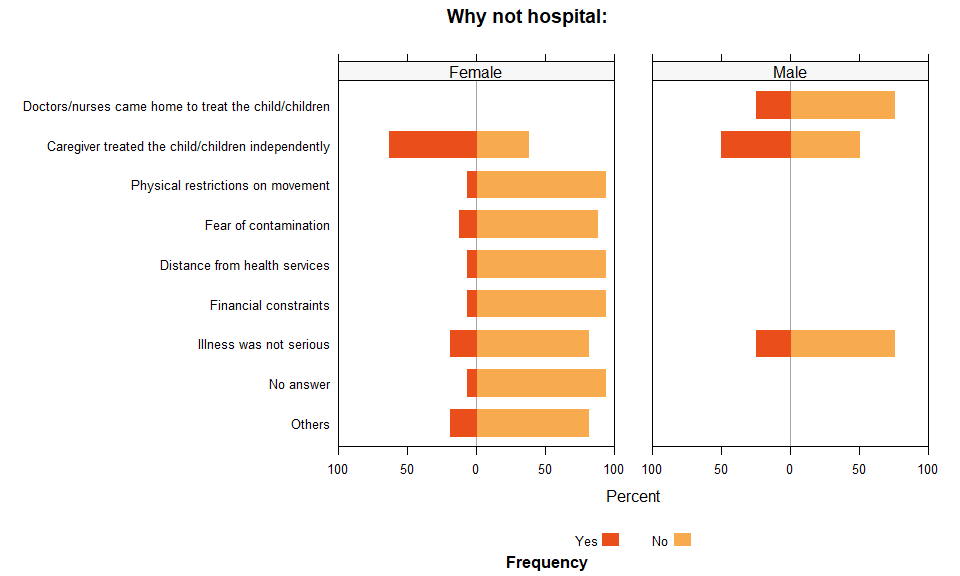 Why not hospital:
Female
Male
Doctors/nurses came home to treat the child/children
Caregiver treated the child/children independently
Physical restrictions on movement
Fear of contamination
Distance from health services
Financial constraints
Illness was not serious
No answer
Others
100 50 0 50 100
100 50 0 50 100
Percent
Yes No
Frequency